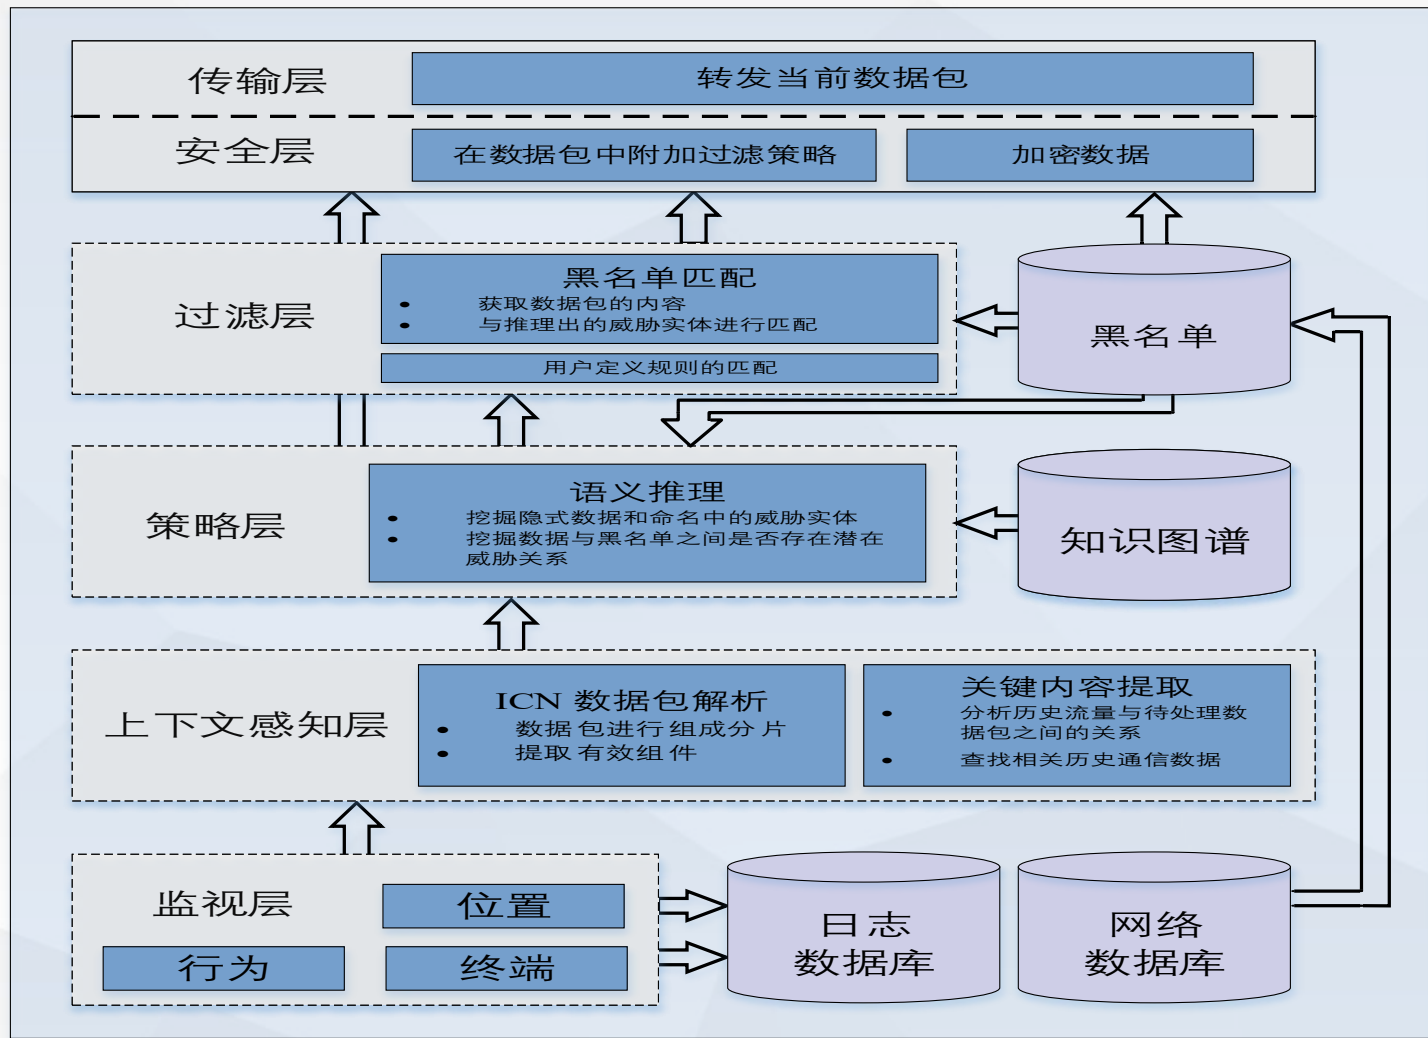 传输层
转发当前数据包
安全层
在数据包中附加过滤策略
加密数据
过滤层
黑名单匹配
• 获取数据包的内容
• 与推理出的威胁实体进行匹配
用户定义规则的匹配
黑名单
策略层
语义推理
• 挖掘隐式数据和命名中的威胁实体
• 挖掘数据与黑名单之间是否存在潜在
威胁关系
知识图谱
上下文感知层
ICN 数据包解析
• 数据包进行组成分片
• 提取有效组件
关键内容提取
• 分析历史流量与待处理数
据包之间的关系
• 查找相关历史通信数据
监视层
位置
行为
终端
日志
数据库
网络
数据库